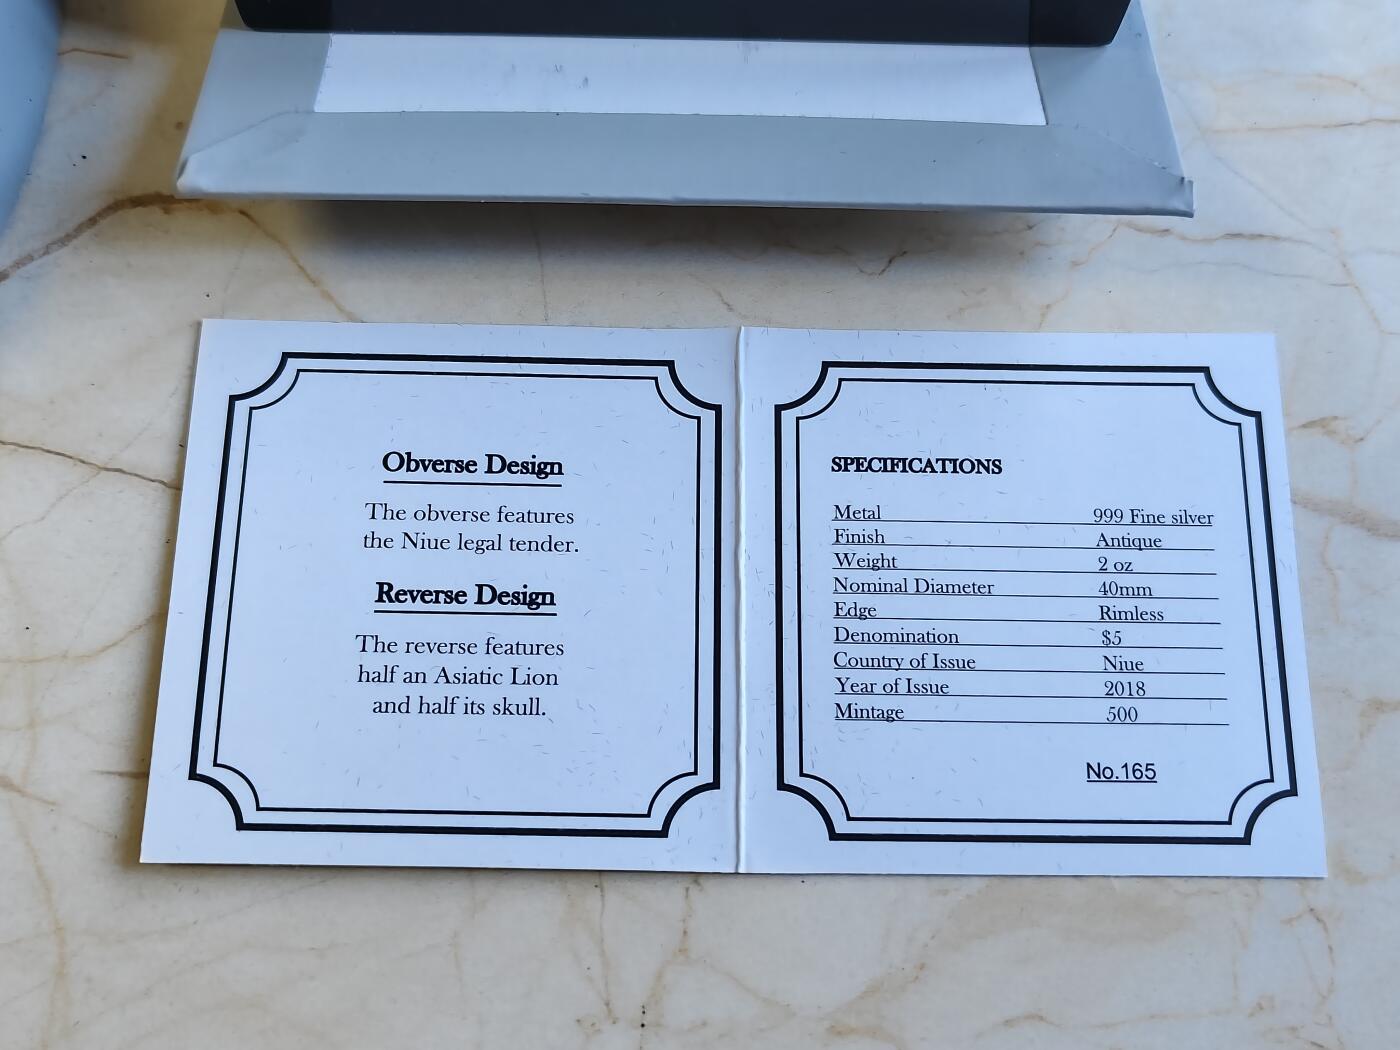 Obverse Design
The obverse features
the Niue legal tender.
Reverse Design
The reverse features
half an Asiatic Lion
and half its skull.
SPECIFICATIONS
Metal 999 Fine silver
Finish Antique
Weight 2 oz
Nominal Diameter 40mm
Edge Rimless
Denomination $5
Country of Issue Niue
Year of Issue 2018
Mintage 500
No.165